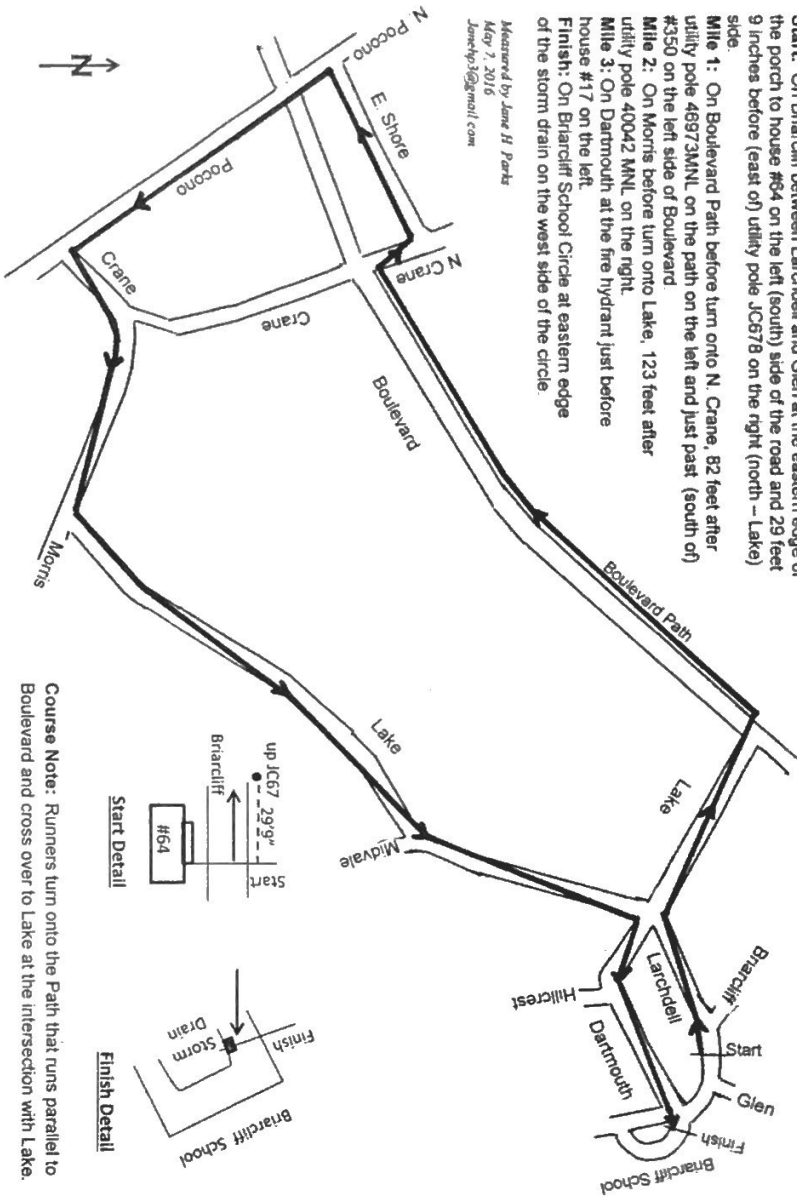 Start: On Briarcliff between Larchdell and Glen at the eastern edge of
the porch to house #64 on the left (south) side of the road and 29 feet
9 inches before (east of) utility pole JC678 on the right (north – Lake)
side.
Mile 1: On Boulevard Path before turn onto N. Crane, 82 feet after
utility pole 46973MNL on the path on the left and just past (south of)
#350 on the left side of Boulevard.
Mile 2: On Morris before turn onto Lake, 123 feet after
utility pole 40042 MNL on the right.
Mile 3: On Dartmouth at the fire hydrant just before
house #17 on the left.
Finish: On Briarcliff School Circle at eastern edge
of the storm drain on the west side of the circle.
Measured by Jane H Parks
May 7, 2016
Janehp3@gmail.com
N
N. Pocono
E. Shore
Pocono
N Crane
Crane
Crane
Boulevard
Boulevard Path
Morris
Lake
Lake
Midvale
Hillcrest
Larchdell
Dartmouth
Briarcliff
Start
Glen
Finish
Briarcliff School
up JC67
29'9"
Start
Briarcliff
#64
Start Detail
Finish
Storm
Drain
Briarcliff School
Finish Detail
Course Note: Runners turn onto the Path that runs parallel to
Boulevard and cross over to Lake at the intersection with Lake.